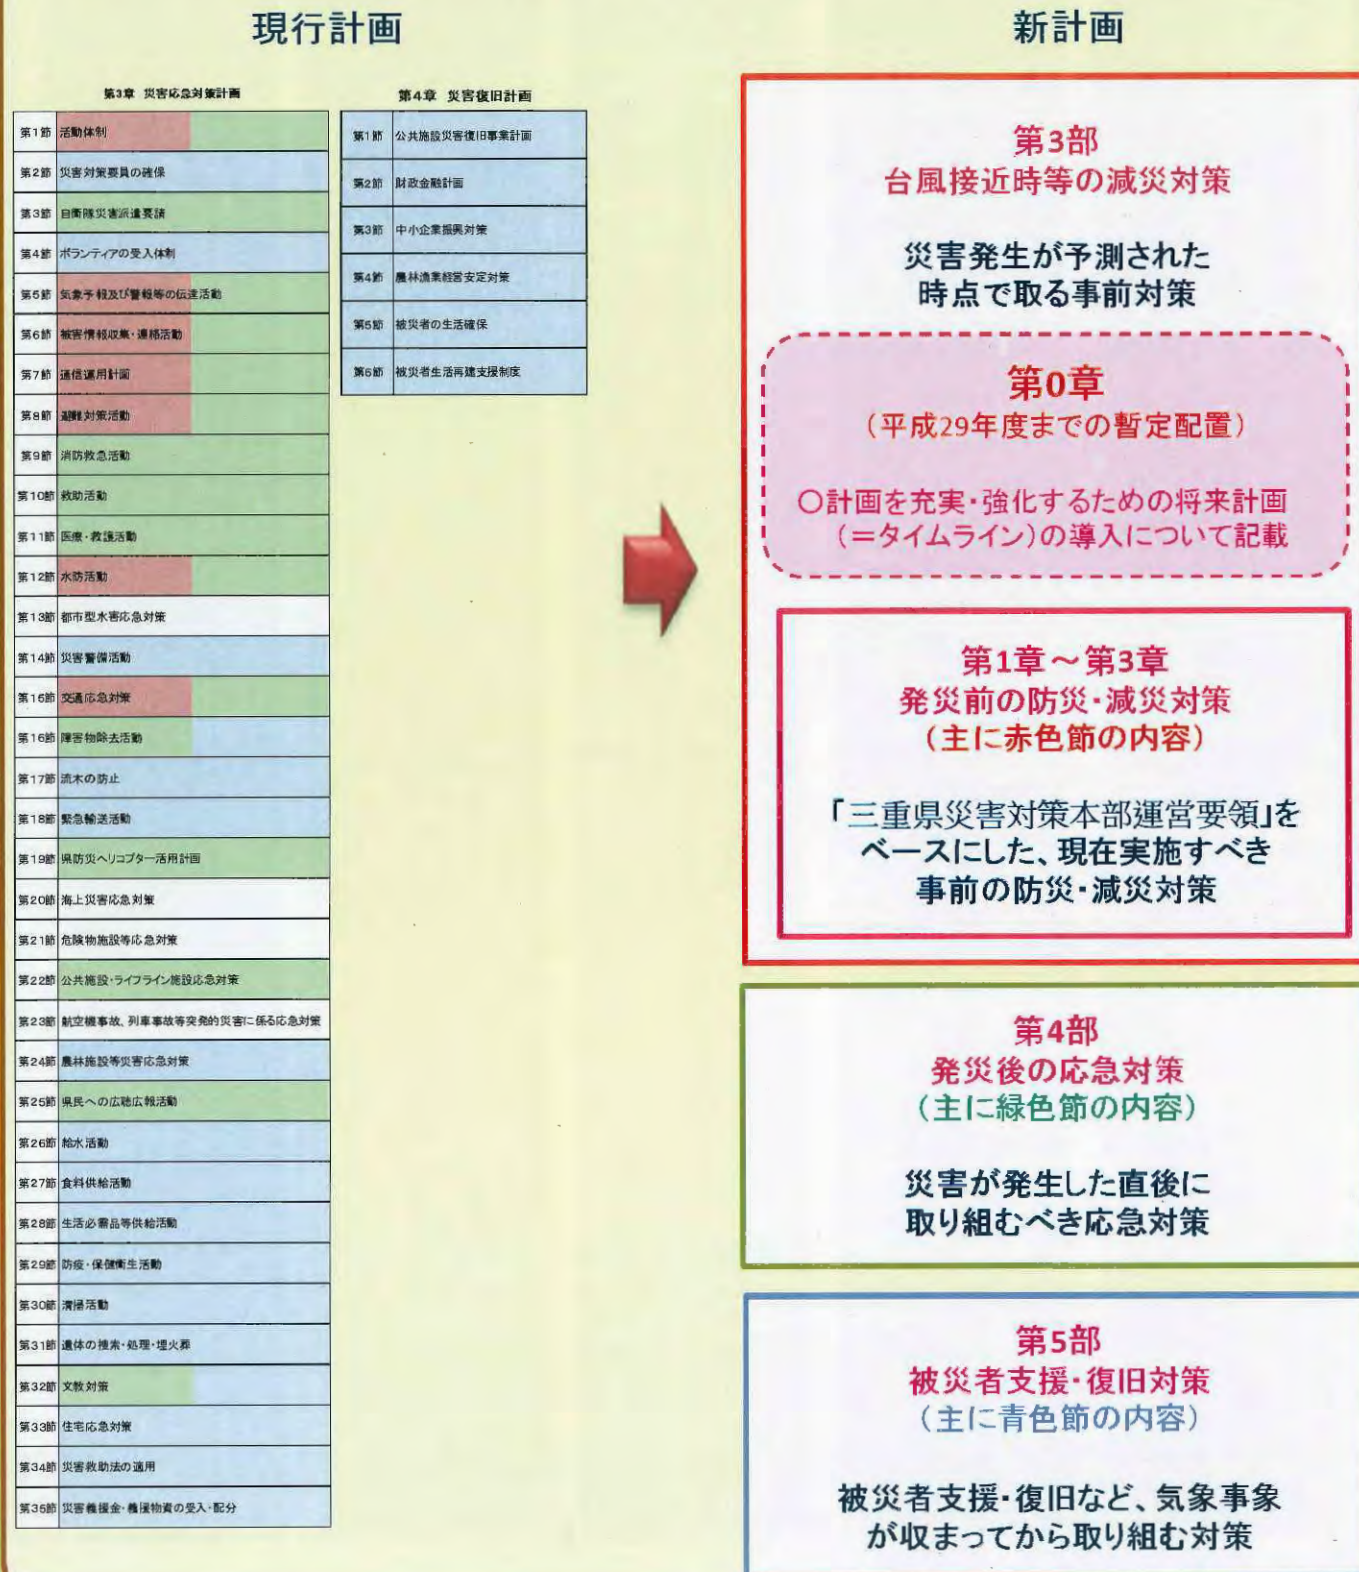 現行計画
第3章 災害応急対策計画
第1節 活動体制
第2節 災害対策要員の確保
第3節 自衛隊災害派遣要請
第4節 ボランティアの受入体制
第5節 気象予報及び警報等の伝達活動
第6節 被害情報収集・連絡活動
第7節 通信運用計画
第8節 避難対策活動
第9節 消防救急活動
第10節 救助活動
第11節 医療・救護活動
第12節 水防活動
第13節 都市型水害応急対策
第14節 災害警備活動
第15節 交通応急対策
第16節 障害物除去活動
第17節 流木の防止
第18節 緊急輸送活動
第19節 県防災ヘリコプター活用計画
第20節 海上災害応急対策
第21節 危険物施設等応急対策
第22節 公共施設・ライフライン施設応急対策
第23節 航空機事故、列車事故等突発的災害に係る応急対策
第24節 農林施設等災害応急対策
第25節 県民への広聴広報活動
第26節 給水活動
第27節 食料供給活動
第28節 生活必需品等供給活動
第29節 防疫・保健衛生活動
第30節 清掃活動
第31節 遺体の捜索・処理・埋火葬
第32節 文教対策
第33節 住宅応急対策
第34節 災害救助法の適用
第35節 災害義援金・義援物資の受入・配分
第4章 災害復旧計画
第1節 公共施設災害復旧事業計画
第2節 財政金融計画
第3節 中小企業振興対策
第4節 農林漁業経営安定対策
第5節 被災者の生活確保
第6節 被災者生活再建支援制度
新計画
第3部
台風接近時等の減災対策
災害発生が予測された
時点で取る事前対策
第0章
（平成29年度までの暫定配置）
○計画を充実・強化するための将来計画
（＝タイムライン）の導入について記載
第1章～第3章
発災前の防災・減災対策
（主に赤色節の内容）
「三重県災害対策本部運営要領」を
ベースにした、現在実施すべき
事前の防災・減災対策
第4部
発災後の応急対策
（主に緑色節の内容）
災害が発生した直後に
取り組むべき応急対策
第5部
被災者支援・復旧対策
（主に青色節の内容）
被災者支援・復旧など、気象事象
が収まってから取り組む対策